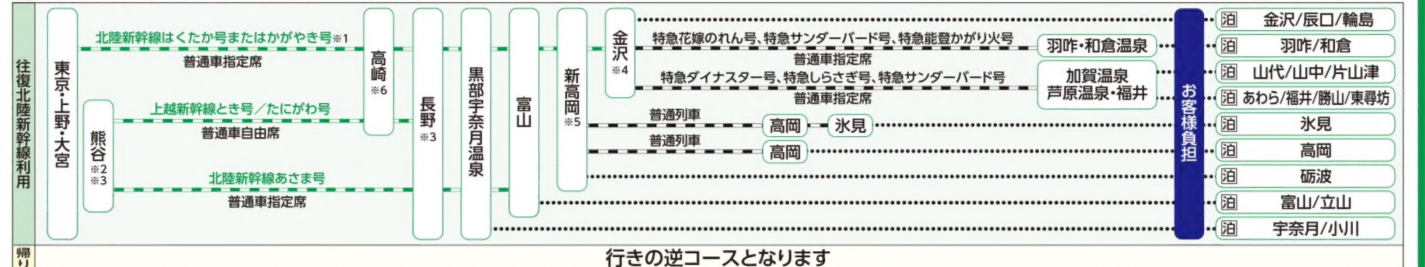 往復北陸新幹線利用
東京・上野・大宮
北陸新幹線はくたか号またはかがやき号※1
普通車指定席
熊谷
※2
※3
上越新幹線とき号/たにがわ号
普通車自由席
北陸新幹線あさま号
普通車指定席
高崎
※6
長野
※3
黒部宇奈月温泉
富山
新高岡
※5
金沢
※4
特急花嫁のれん号、特急サンダーバード号、特急能登かがり火号
普通車指定席
羽咋・和倉温泉
特急ダイナスター号、特急しらさぎ号、特急サンダーバード号
普通車指定席
加賀温泉
芦原温泉・福井
普通列車
高岡
氷見
普通列車
高岡
お客様負担
泊 金沢/辰口/輪島
泊 羽咋/和倉
泊 山代/山中/片山津
泊 あわら/福井/勝山/東尋坊
泊 氷見
泊 高岡
泊 砺波
泊 富山/立山
泊 宇奈月/小川
帰り
行きの逆コースとなります